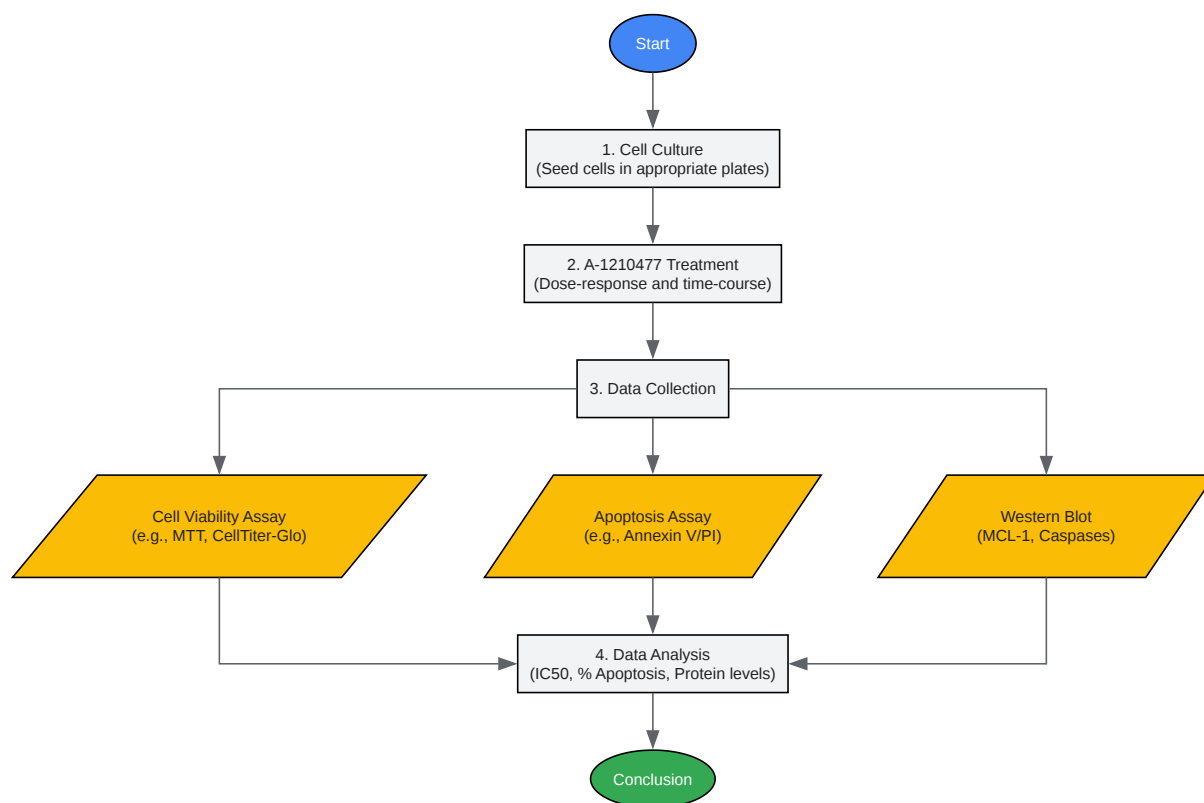 Start
1. Cell Culture
(Seed cells in appropriate plates)
2. A-1210477 Treatment
(Dose-response and time-course)
3. Data Collection
Cell Viability Assay
(e.g., MTT, CellTiter-Glo)
Apoptosis Assay
(e.g., Annexin V/PI)
Western Blot
(MCL-1, Caspases)
4. Data Analysis
(IC50, % Apoptosis, Protein levels)
Conclusion